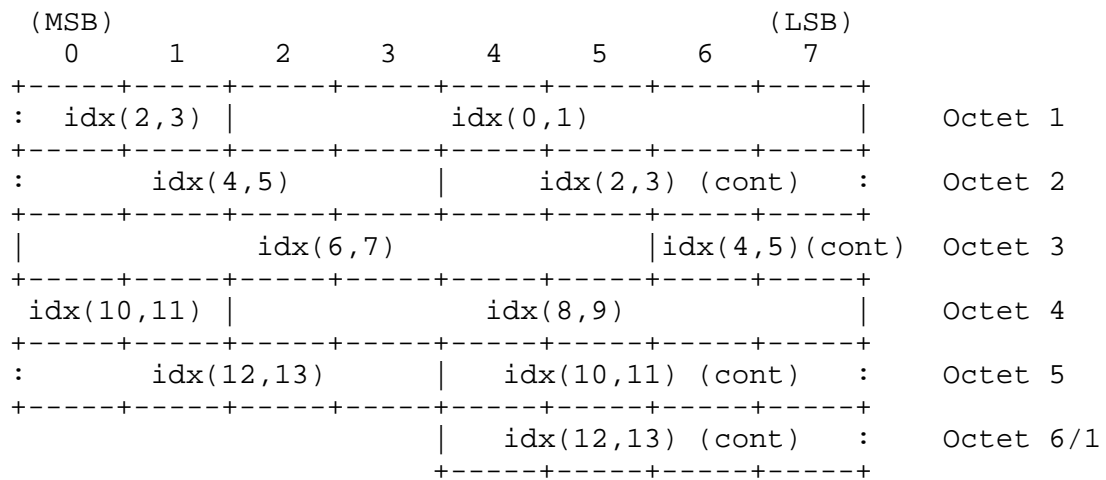 (MSB) (LSB)
0 1 2 3 4 5 6 7
+-----+-----+-----+-----+-----+-----+-----+-----+
: idx(2,3) | idx(0,1) | Octet 1
+-----+-----+-----+-----+-----+-----+-----+-----+
: idx(4,5) | idx(2,3) (cont) : Octet 2
+-----+-----+-----+-----+-----+-----+-----+-----+
| idx(6,7) |idx(4,5)(cont) Octet 3
+-----+-----+-----+-----+-----+-----+-----+-----+
idx(10,11) | idx(8,9) | Octet 4
+-----+-----+-----+-----+-----+-----+-----+-----+
: idx(12,13) | idx(10,11) (cont) : Octet 5
+-----+-----+-----+-----+-----+-----+-----+-----+
| idx(12,13) (cont) : Octet 6/1
+-----+-----+-----+-----+